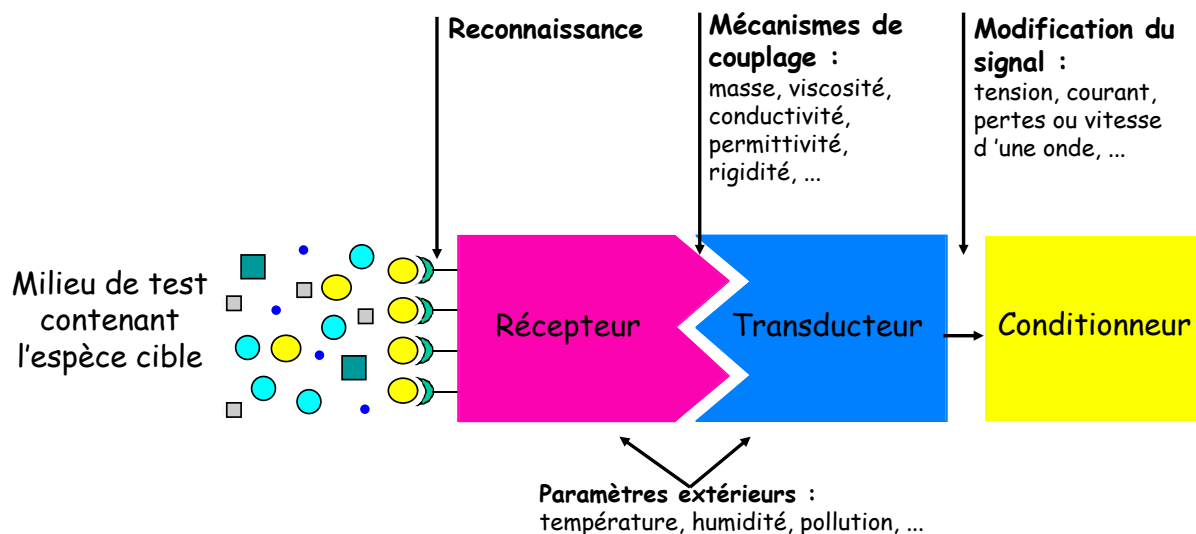 Reconnaissance
Mécanismes de
couplage :
masse, viscosité,
conductivité,
permittivité,
rigidité, ...
Modification du
signal :
tension, courant,
pertes ou vitesse
d 'une onde, ...
Milieu de test
contenant
l'espèce cible
Récepteur
Transducteur
Conditionneur
Paramètres extérieurs :
température, humidité, pollution, ...